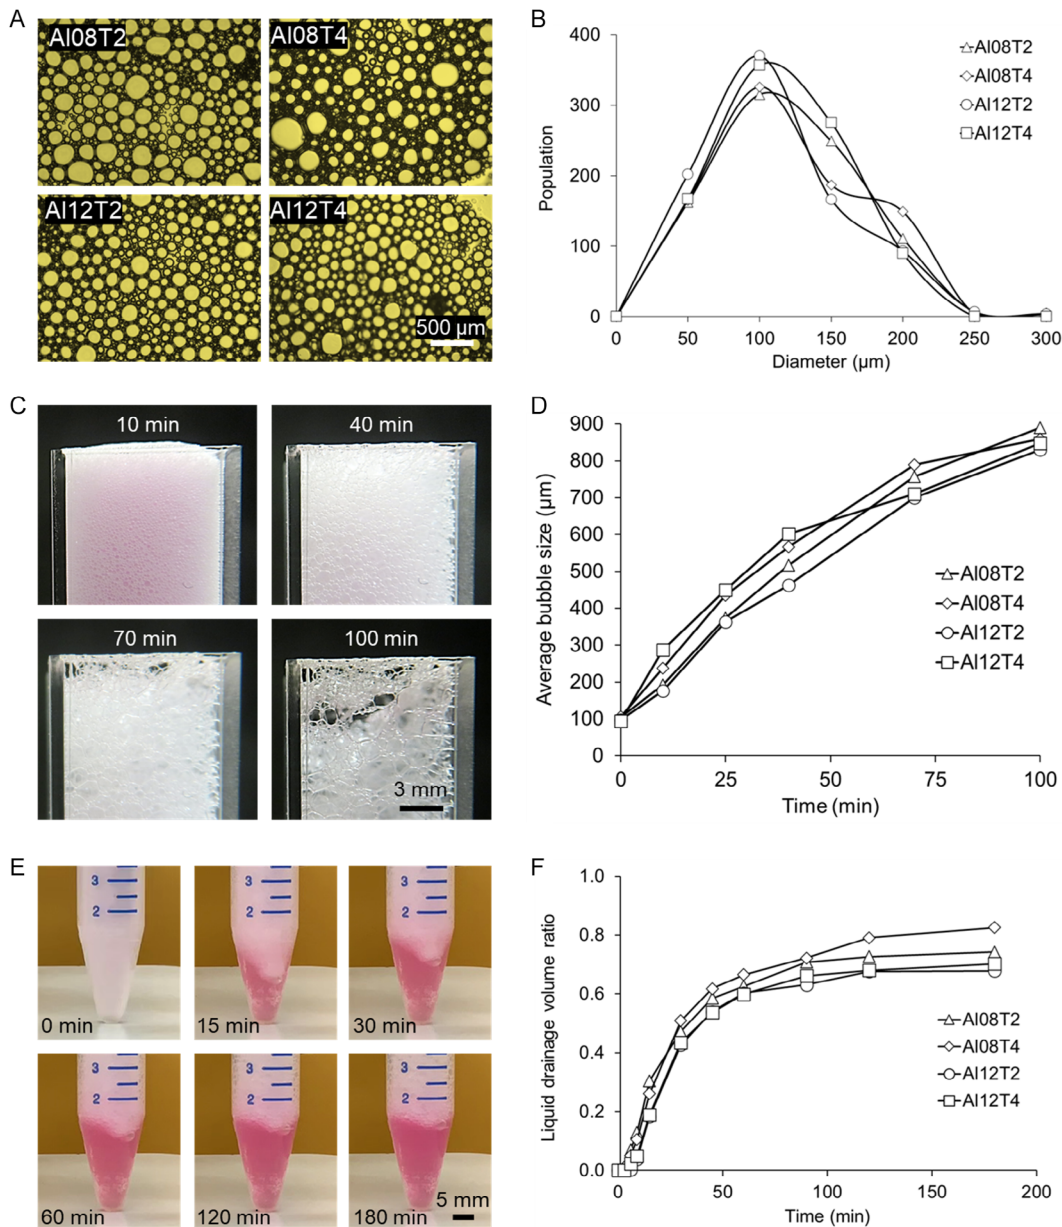 A
Al08T2
Al08T4
Al12T2
Al12T4
500 µm
B
Population
400
300
200
100
0
0 50 100 150 200 250 300
Diameter (µm)
Al08T2
Al08T4
Al12T2
Al12T4
C
10 min
40 min
70 min
100 min
3 mm
D
Average bubble size (µm)
900
800
700
600
500
400
300
200
100
0
0 25 50 75 100
Time (min)
Al08T2
Al08T4
Al12T2
Al12T4
E
3
2
0 min
3
2
15 min
3
2
30 min
3
2
60 min
3
2
120 min
3
2
180 min
5 mm
F
Liquid drainage volume ratio
1.0
0.8
0.6
0.4
0.2
0.0
0 50 100 150 200
Time (min)
Al08T2
Al08T4
Al12T2
Al12T4